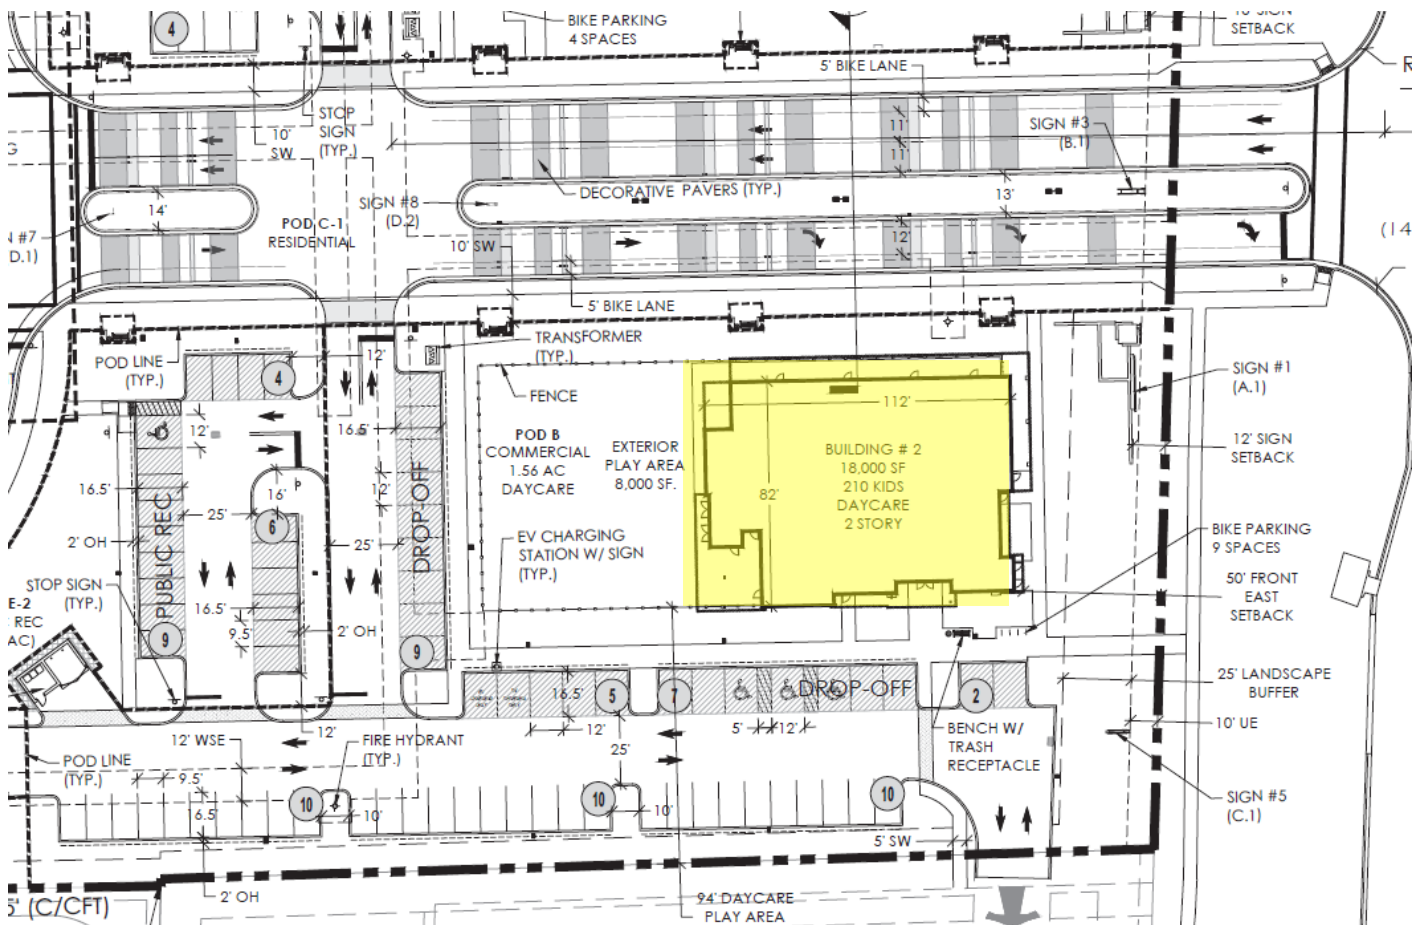 4
BIKE PARKING
4 SPACES
SETBACK
5' BIKE LANE
R
STOP
SIGN
(TYP.)
10'
SW
11'
11'
SIGN #3
(B.1)
DECORATIVE PAVERS (TYP.)
13'
14'
SIGN #8
(D.2)
POD C-1
RESIDENTIAL
#7
D.1)
10' SW
12'
(14
5' BIKE LANE
TRANSFORMER
(TYP.)
POD LINE
(TYP.)
12'
4
FENCE
SIGN #1
(A.1)
112'
12'
16.5'
POD B
COMMERCIAL
1.56 AC
DAYCARE
EXTERIOR
PLAY AREA
8,000 SF.
BUILDING # 2
18,000 SF
210 KIDS
DAYCARE
2 STORY
82'
12' SIGN
SETBACK
16.5'
16'
12'
25'
6
PUBLIC REC
DROP-OFF
2' OH
25'
EV CHARGING
STATION W/ SIGN
(TYP.)
BIKE PARKING
9 SPACES
STOP SIGN
(TYP.)
50' FRONT
EAST
SETBACK
E-2
REC
AC)
16.5'
9.5'
2' OH
9
9
5
7
2
16.5'
DROP-OFF
25' LANDSCAPE
BUFFER
12'
12'
5'
12'
10' UE
12' WSE
FIRE HYDRANT
(TYP.)
25'
BENCH W/
TRASH
RECEPTACLE
POD LINE
(TYP.)
9.5'
16.5'
10
10'
10
10'
10
SIGN #5
(C.1)
5' SW
2' OH
5' (C/CFT)
94' DAYCARE
PLAY AREA